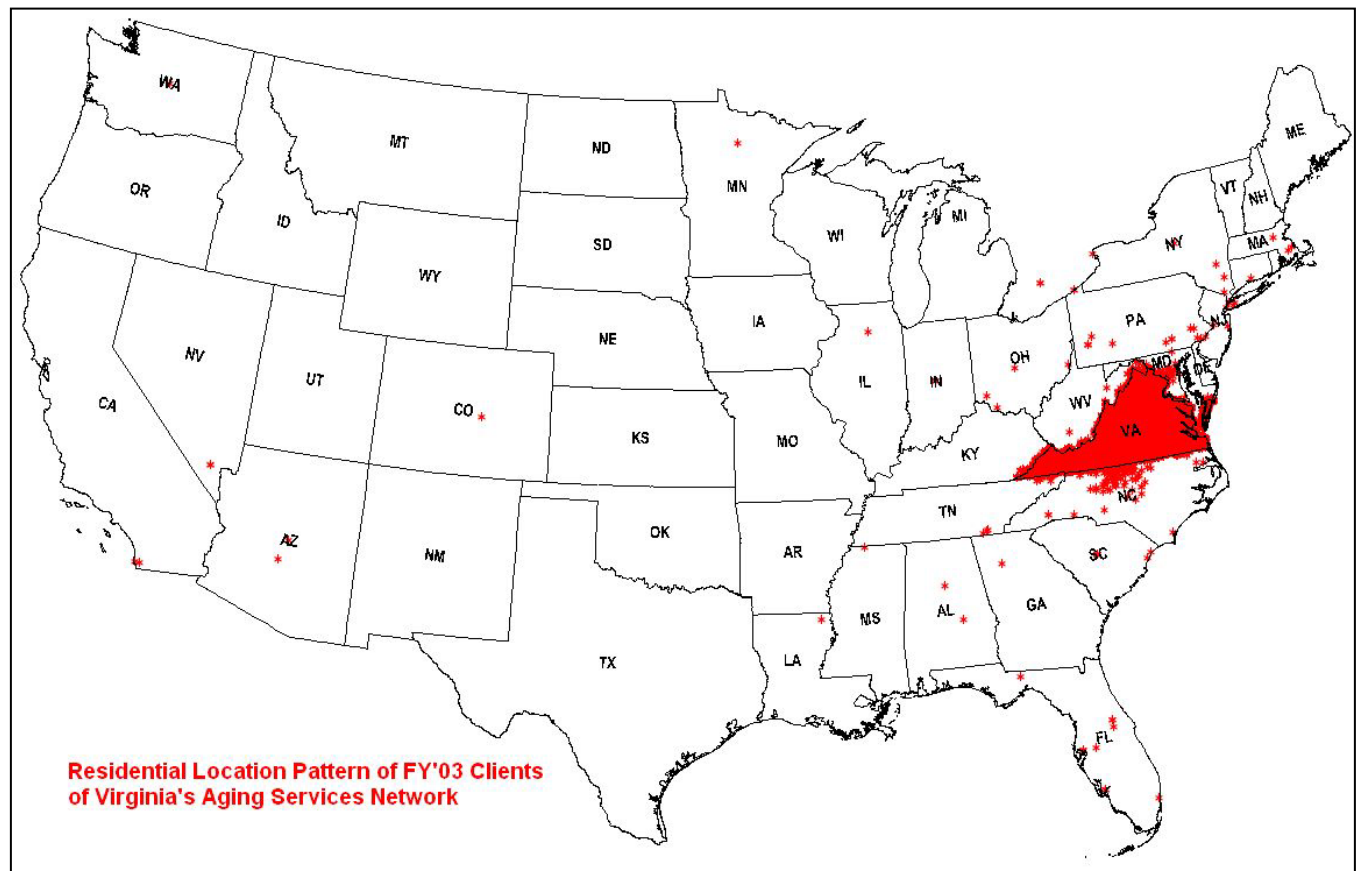 WA
MT
ND
MN
ME
OR
ID
SD
WI
MI
VT
NH
NY
MA
WY
IA
PA
NJ
NE
NV
UT
CO
IL
IN
OH
MD
DE
CA
KS
MO
KY
WV
VA
TN
NC
AZ
NM
OK
AR
SC
MS
AL
GA
TX
LA
FL
Residential Location Pattern of FY'03 Clients
of Virginia's Aging Services Network